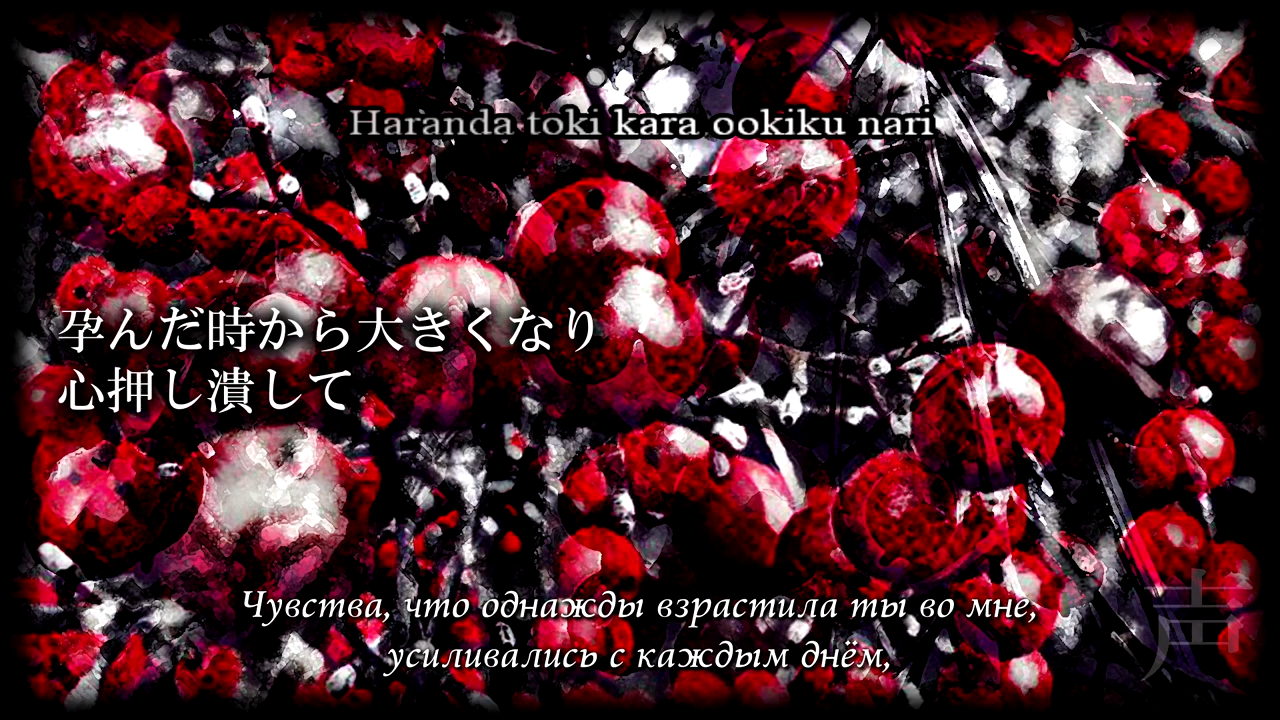 Haranda toki kara ookiku nari
孕んだ時から大きくなり
心押し潰して
Чувства, что однажды взрастила ты во мне,
усиливались с каждым днём,
声